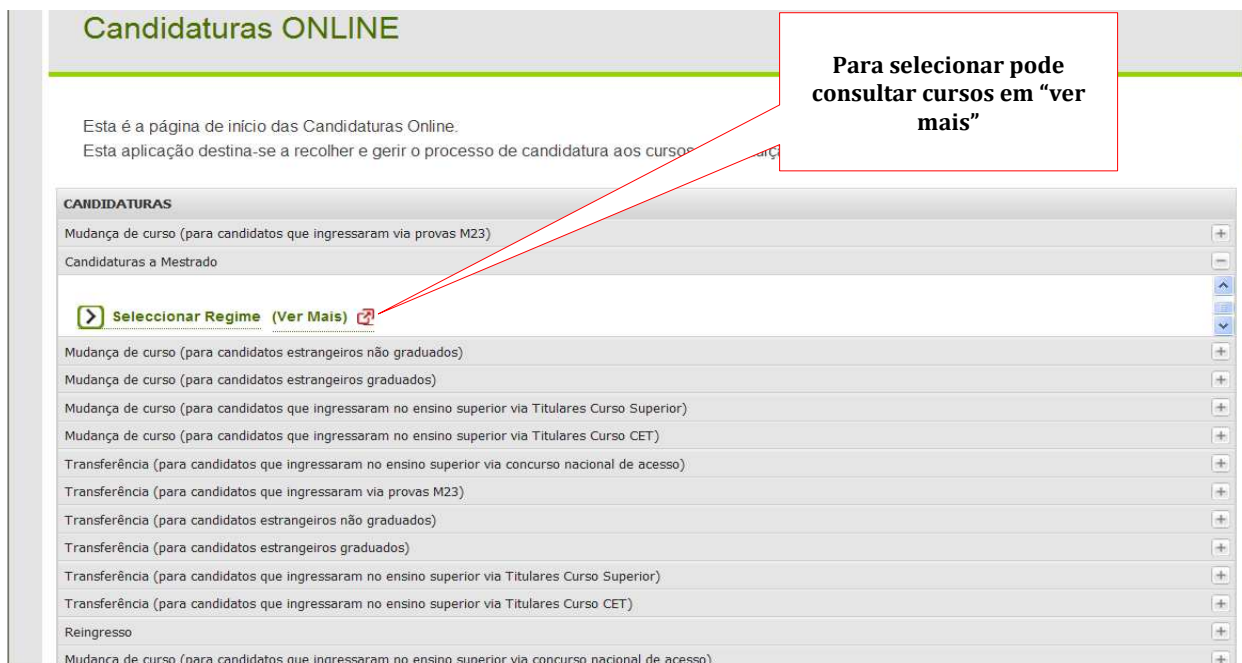 Candidaturas ONLINE
Para selecionar pode
consultar cursos em “ver
mais”
Esta é a página de início das Candidaturas Online.
Esta aplicação destina-se a recolher e gerir o processo de candidatura aos cursos
CANDIDATURAS
Mudança de curso (para candidatos que ingressaram via provas M23)
Candidaturas a Mestrado
Seleccionar Regime (Ver Mais)
Mudança de curso (para candidatos estrangeiros não graduados)
Mudança de curso (para candidatos estrangeiros graduados)
Mudança de curso (para candidatos que ingressaram no ensino superior via Titulares Curso Superior)
Mudança de curso (para candidatos que ingressaram no ensino superior via Titulares Curso CET)
Transferência (para candidatos que ingressaram no ensino superior via concurso nacional de acesso)
Transferência (para candidatos que ingressaram via provas M23)
Transferência (para candidatos estrangeiros não graduados)
Transferência (para candidatos estrangeiros graduados)
Transferência (para candidatos que ingressaram no ensino superior via Titulares Curso Superior)
Transferência (para candidatos que ingressaram no ensino superior via Titulares Curso CET)
Reingresso
Mudança de curso (para candidatos que ingressaram no ensino superior via concurso nacional de acesso)